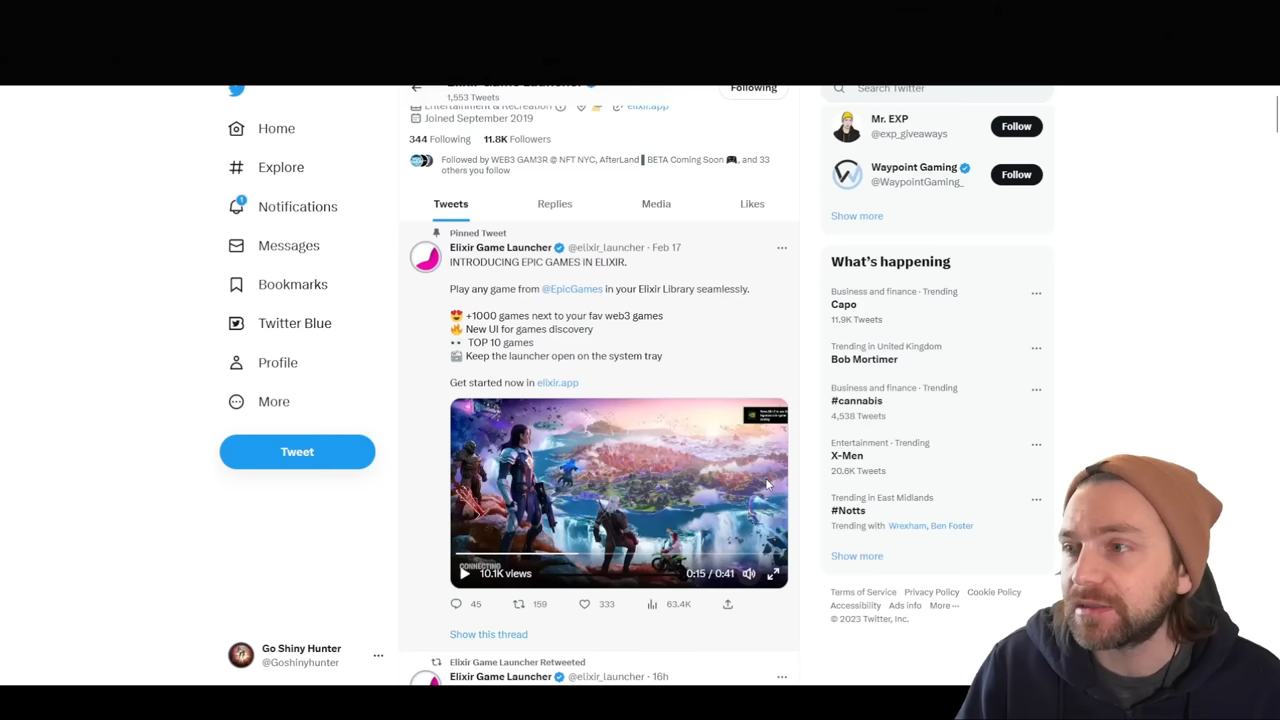 Elixir Game Launcher
1,553 Tweets
Following
Search Twitter
Entertainment & Recreation
elixir.app
Joined September 2019
344 Following 11.8K Followers
Followed by WEB3 GAM3R @ NFT NYC, AfterLand BETA Coming Soon 🎮, and 33
others you follow
Tweets Replies Media Likes
Home
Explore
1
Notifications
Messages
Bookmarks
Twitter Blue
Profile
More
Tweet
Go Shiny Hunter
@Goshinyhunter
Pinned Tweet
Elixir Game Launcher @elixir_launcher · Feb 17
INTRODUCING EPIC GAMES IN ELIXIR.
Play any game from @EpicGames in your Elixir Library seamlessly.
😍 +1000 games next to your fav web3 games
🔥 New UI for games discovery
👀 TOP 10 games
Keep the launcher open on the system tray
Get started now in elixir.app
CONNECTING
10.1K views
0:15 / 0:41
45 159 333 63.4K
Show this thread
Elixir Game Launcher Retweeted
Elixir Game Launcher @elixir_launcher · 16h
Mr. EXP
@exp_giveaways
Follow
Waypoint Gaming
@WaypointGaming_
Follow
Show more
What's happening
Business and finance · Trending
Capo
11.9K Tweets
Trending in United Kingdom
Bob Mortimer
Business and finance · Trending
#cannabis
4,538 Tweets
Entertainment · Trending
X-Men
20.6K Tweets
Trending in East Midlands
#Notts
Trending with Wrexham, Ben Foster
Show more
Terms of Service Privacy Policy Cookie Policy
Accessibility Ads info More ···
© 2023 Twitter, Inc.